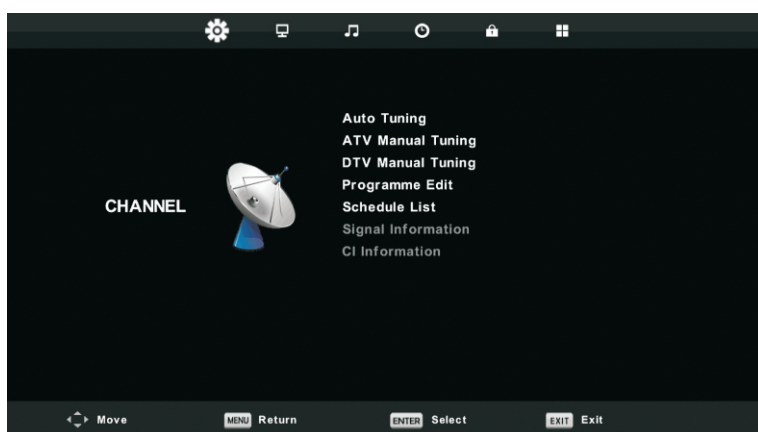 CHANNEL
Auto Tuning
ATV Manual Tuning
DTV Manual Tuning
Programme Edit
Schedule List
Signal Information
CI Information
Move MENU Return ENTER Select EXIT Exit